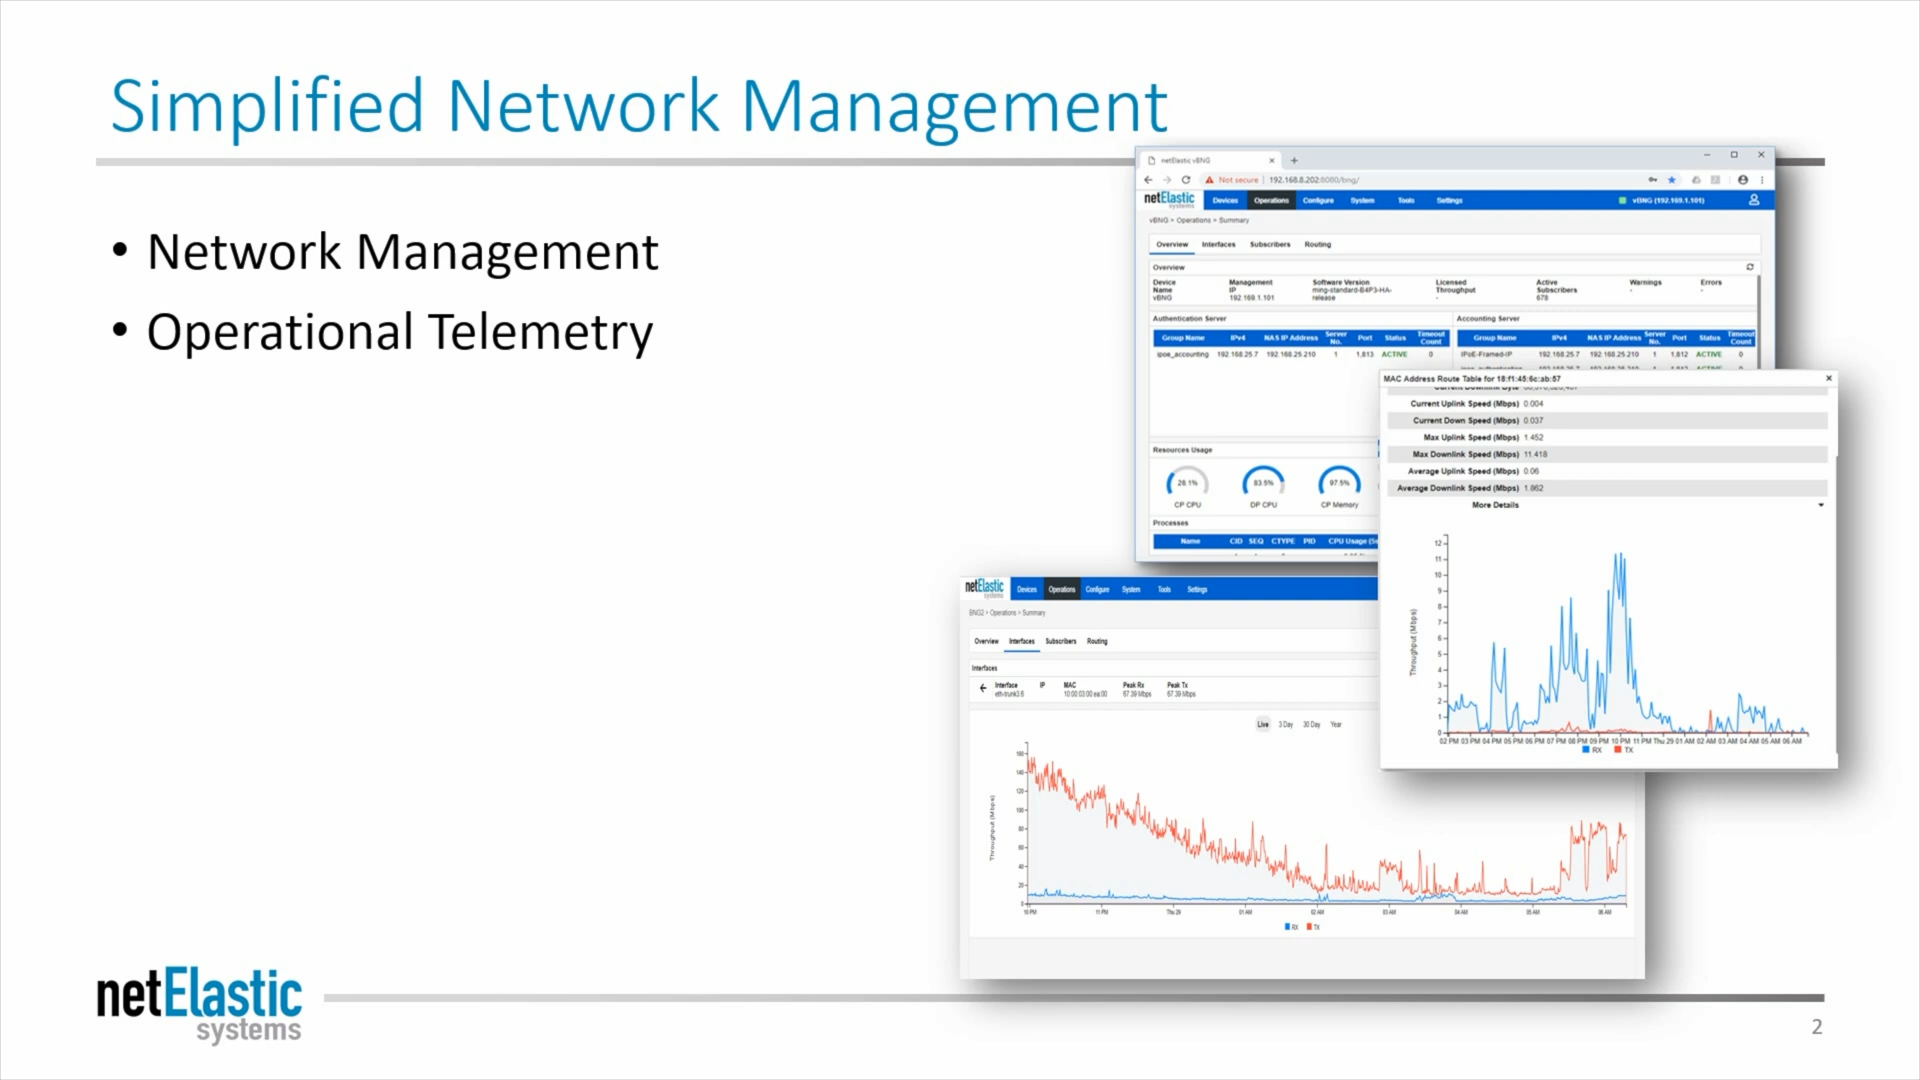 Simplified Network Management
• Network Management
• Operational Telemetry
netElastic vBNG
Not secure | 192.168.8.202:8080/bng/
netElastic systems Devices Operations Configure System Tools Settings vBNG (192.169.1.101)
vBNG > Operations > Summary
Overview Interfaces Subscribers Routing
Overview
Device Name Management IP Software Version Licensed Throughput Active Subscribers Warnings Errors
vBNG 192.169.1.101 ming-standard-B4P3-HA-release - 678 - -
Authentication Server Accounting Server
Group Name IPv4 NAS IP Address Server No. Port Status Timeout Count Group Name IPv4 NAS IP Address Server No. Port Status Timeout Count
ipoe_accounting 192.168.25.7 192.168.25.210 1 1,813 ACTIVE 0 IPoE-Framed-IP 192.168.25.7 192.168.25.210 1 1,812 ACTIVE 0
Resources Usage
28.1% 83.5% 97.5%
CP CPU DP CPU CP Memory
Processes
Name CID SEQ CTYPE PID CPU Usage (5s
MAC Address Route Table for 18:f1:45:6c:ab:57
Current Uplink Speed (Mbps) 0.004
Current Down Speed (Mbps) 0.037
Max Uplink Speed (Mbps) 1.452
Max Downlink Speed (Mbps) 11.418
Average Uplink Speed (Mbps) 0.06
Average Downlink Speed (Mbps) 1.862
More Details
Throughput (Mbps)
12
11
10
9
8
7
6
5
4
3
2
1
0
02 PM 03 PM 04 PM 05 PM 06 PM 07 PM 08 PM 09 PM 10 PM 11 PM Thu 29 01 AM 02 AM 03 AM 04 AM 05 AM 06 AM
RX TX
netElastic systems Devices Operations Configure System Tools Settings
BNG2 > Operations > Summary
Overview Interfaces Subscribers Routing
Interfaces
Interface IP MAC Peak Rx Peak Tx
eth-trunk3.6 10:00:03:00:ea:00 67.39 Mbps 67.39 Mbps
Live 3 Day 30 Day Year
Throughput (Mbps)
160
140
120
100
80
60
40
20
0
10 PM 11 PM Thu 29 01 AM 02 AM 03 AM 04 AM 05 AM 06 AM
RX TX
netElastic
systems
2